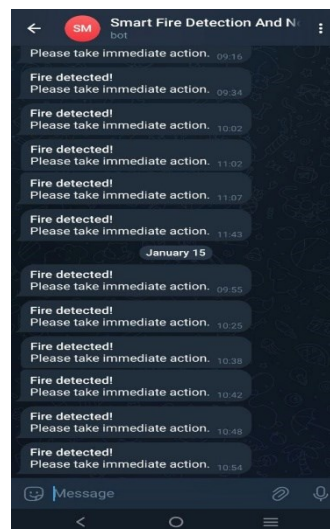 SM
Smart Fire Detection And N
bot
Please take immediate action. 09:16
Fire detected!
Please take immediate action. 09:34
Fire detected!
Please take immediate action. 10:02
Fire detected!
Please take immediate action. 11:02
Fire detected!
Please take immediate action. 11:07
Fire detected!
Please take immediate action. 11:43
January 15
Fire detected!
Please take immediate action. 09:55
Fire detected!
Please take immediate action. 10:25
Fire detected!
Please take immediate action. 10:38
Fire detected!
Please take immediate action. 10:42
Fire detected!
Please take immediate action. 10:48
Fire detected!
Please take immediate action. 10:54
Message